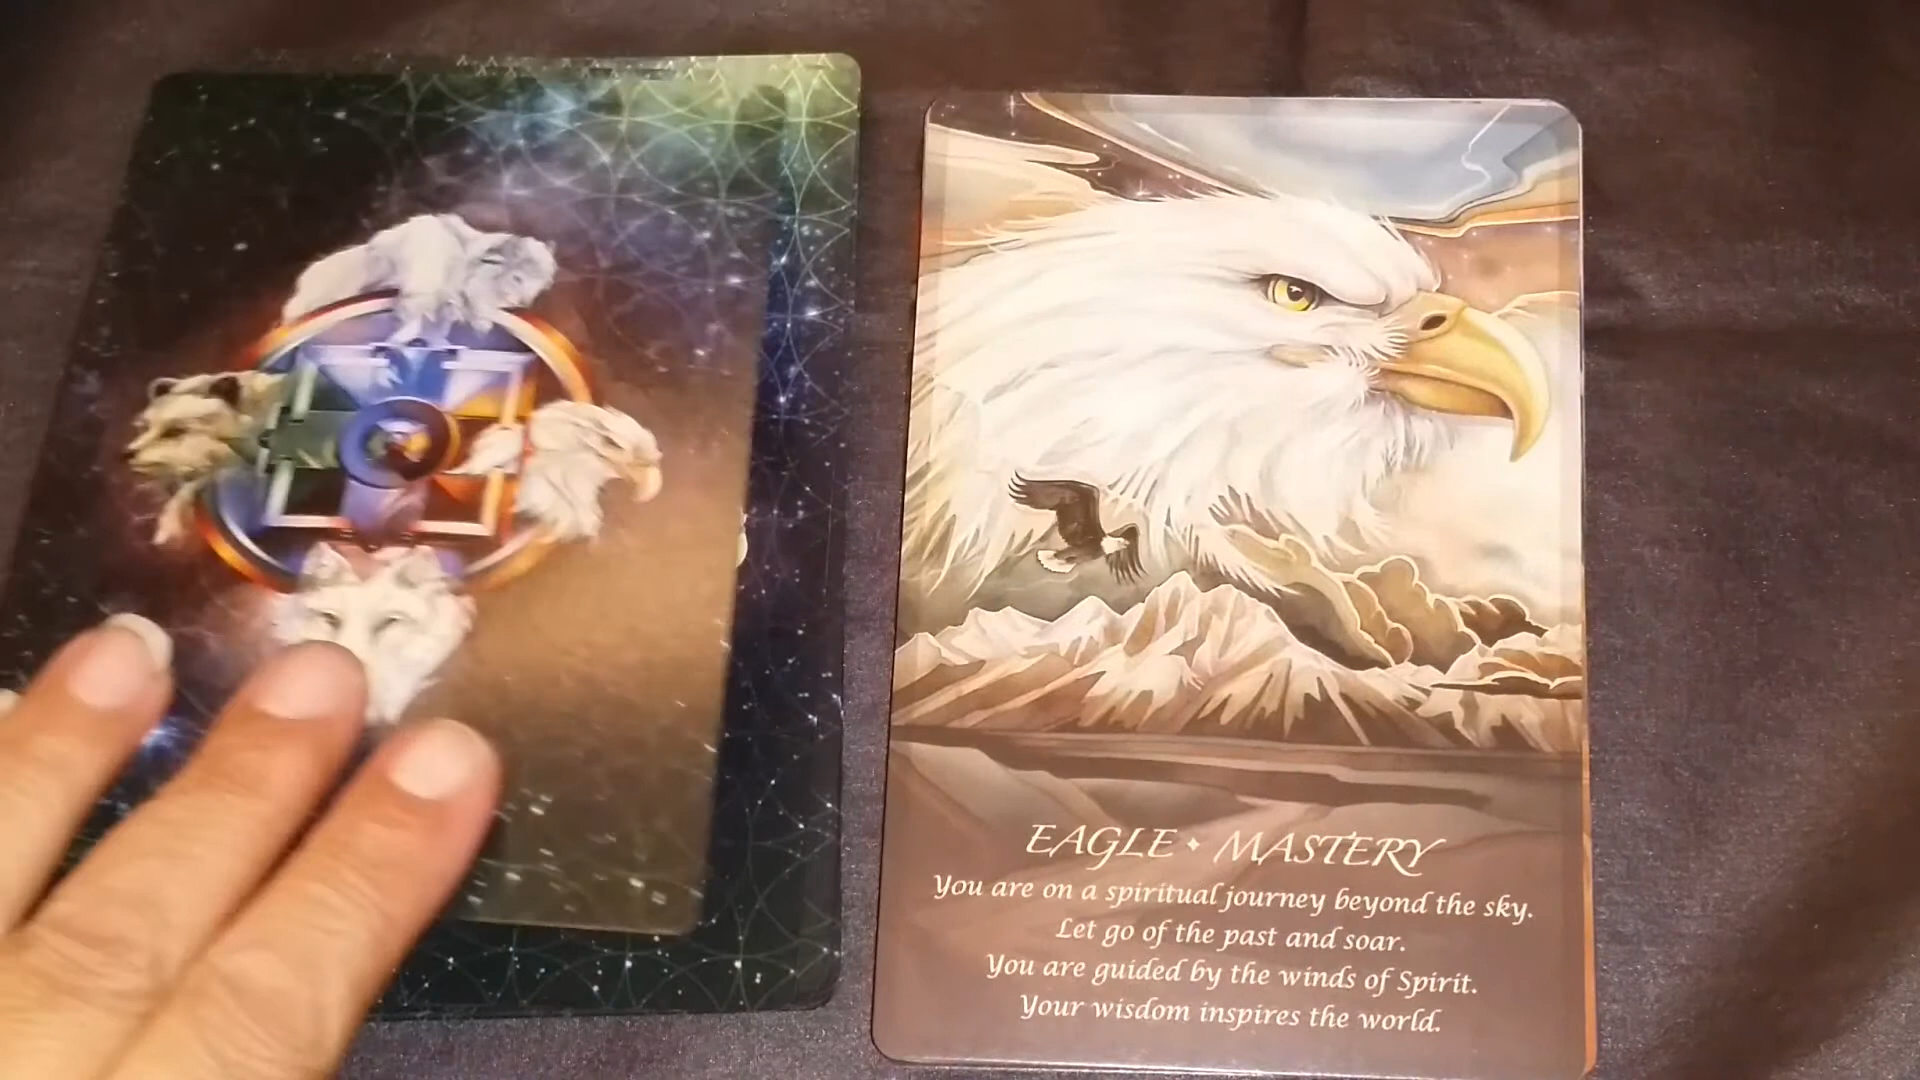 EAGLE ✦ MASTERY
You are on a spiritual journey beyond the sky.
Let go of the past and soar.
You are guided by the winds of Spirit.
Your wisdom inspires the world.